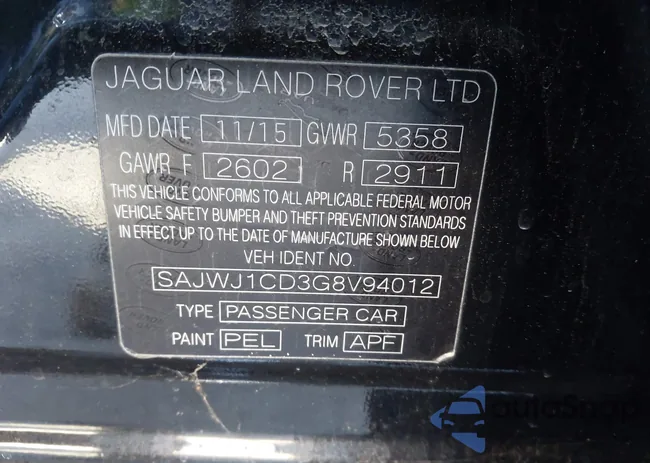 JAGUAR LAND ROVER LTD
MFD DATE 11/15 GVWR 5358
GAWR F 2602 R 2911
THIS VEHICLE CONFORMS TO ALL APPLICABLE FEDERAL MOTOR
VEHICLE SAFETY BUMPER AND THEFT PREVENTION STANDARDS
IN EFFECT UP TO THE DATE OF MANUFACTURE SHOWN BELOW
VEH IDENT NO.
SAJWJ1CD3G8V94012
TYPE PASSENGER CAR
PAINT PEL TRIM APF